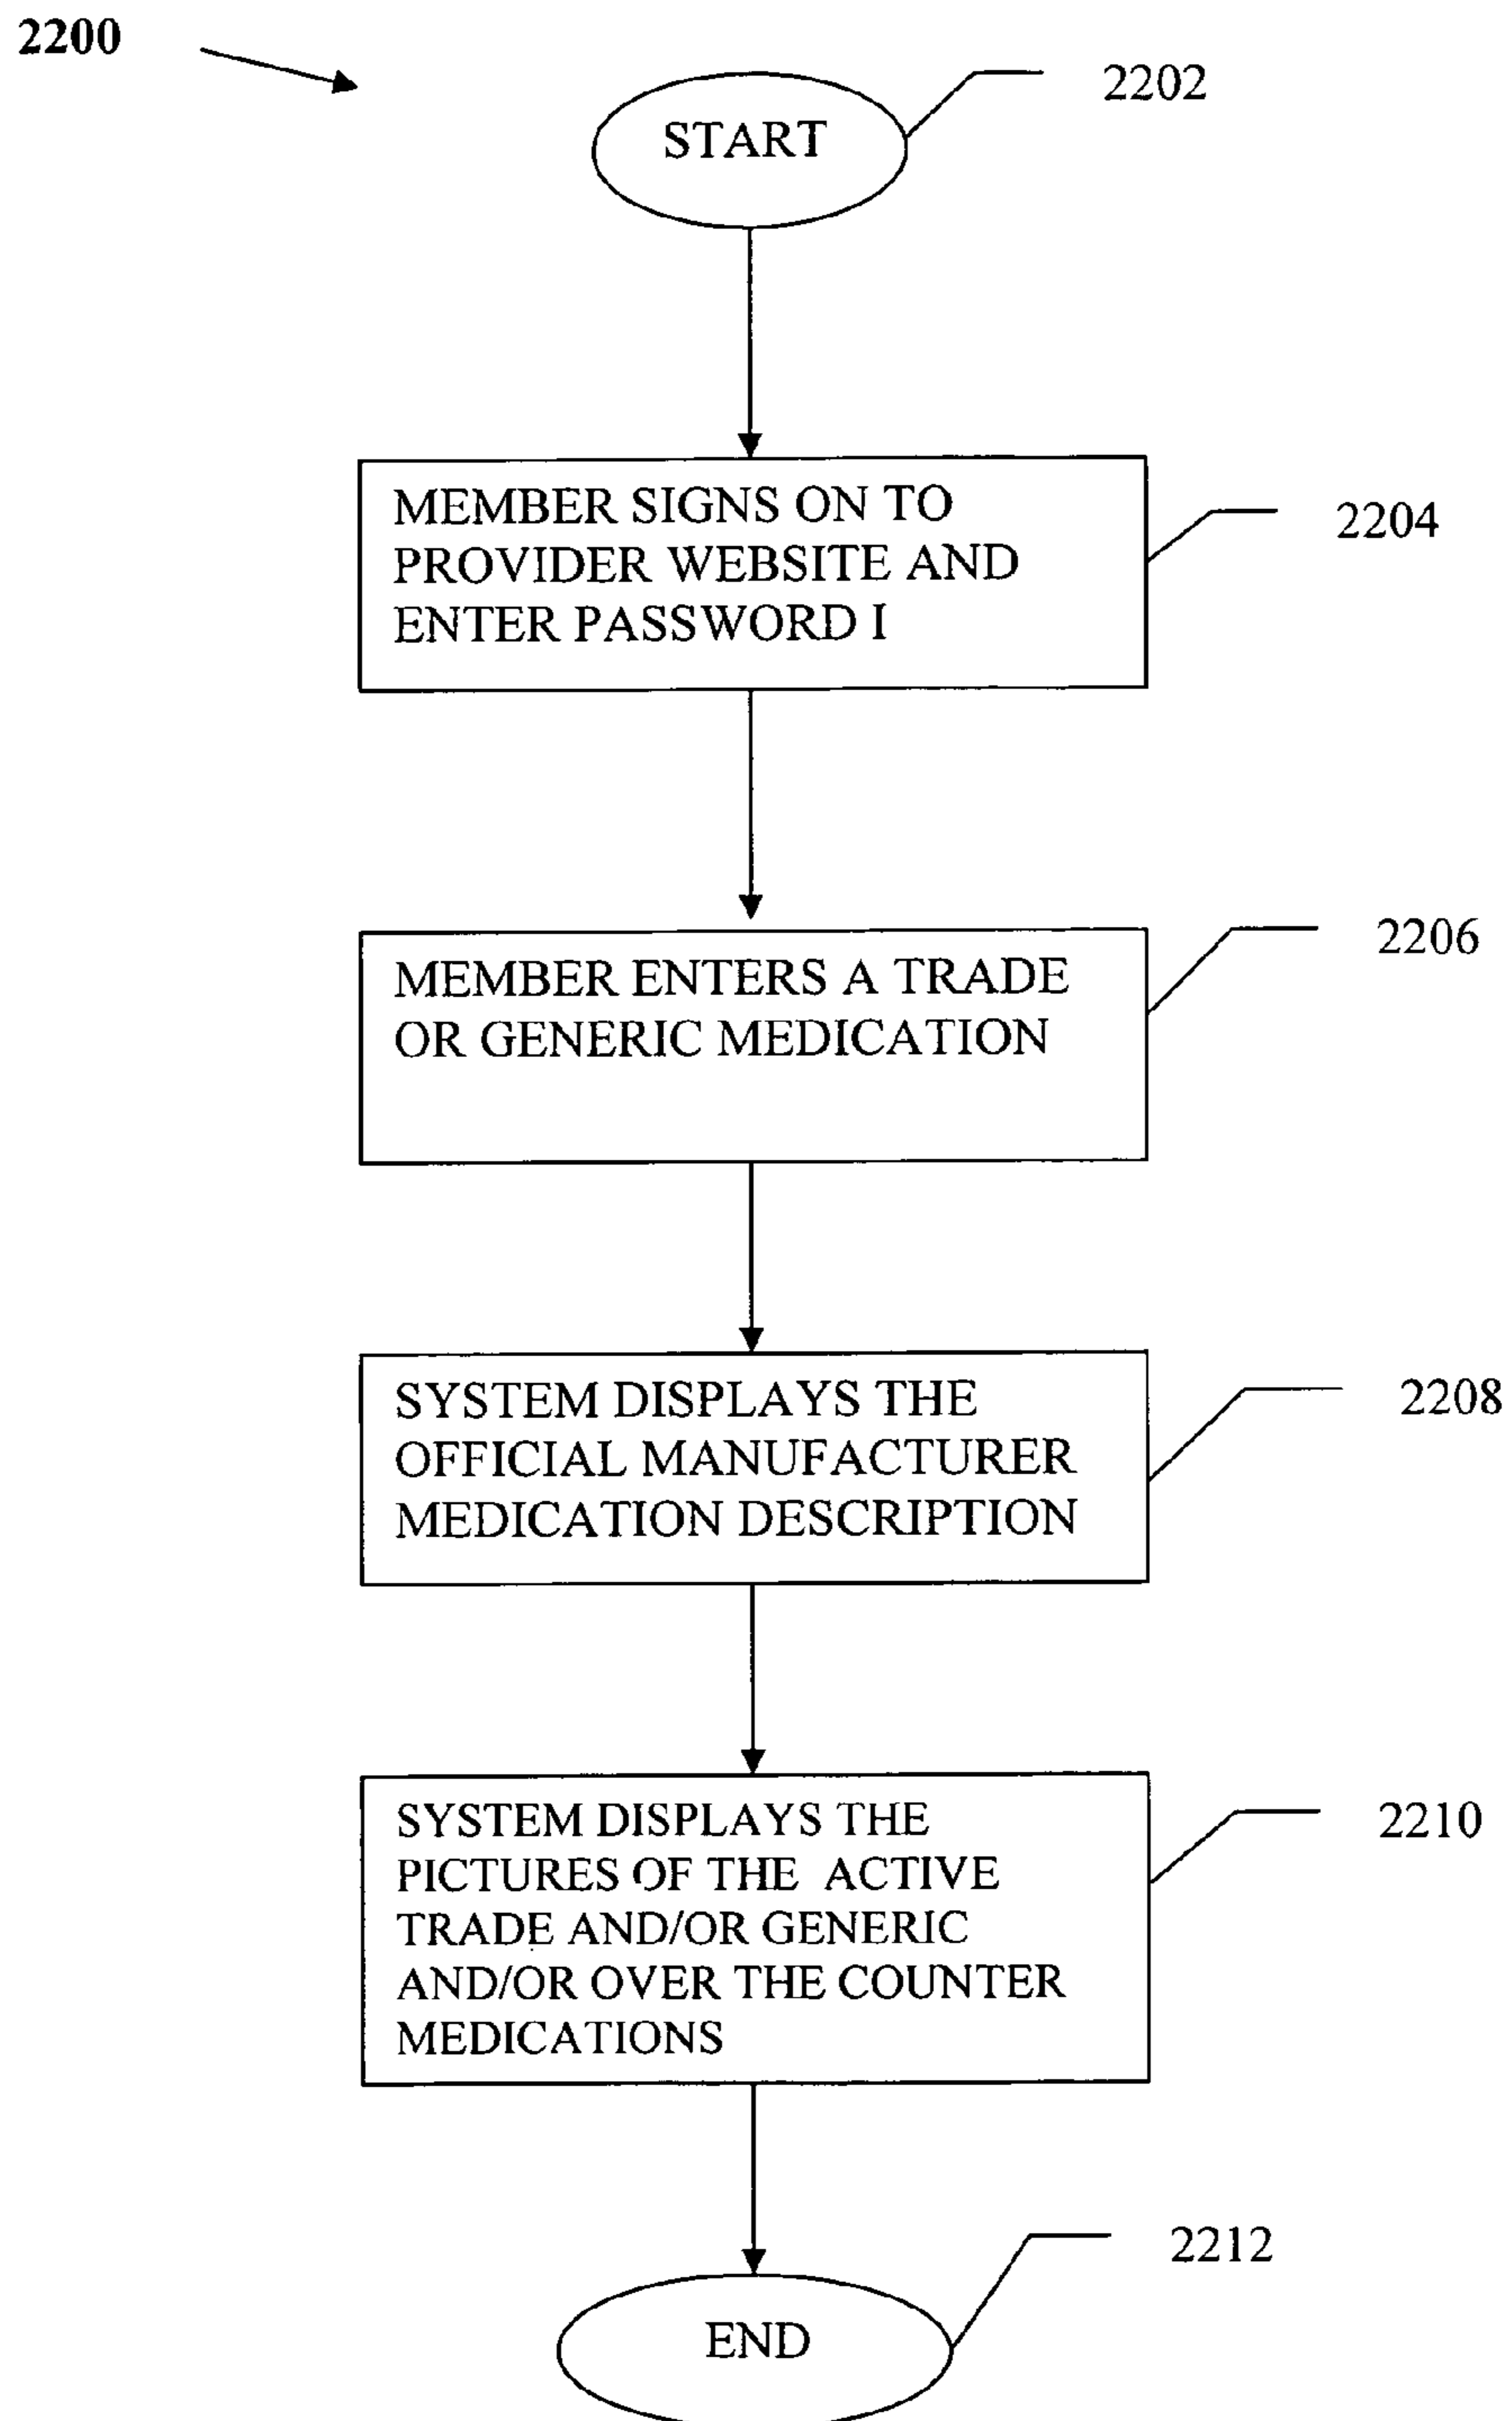 2200
2202
START
MEMBER SIGNS ON TO
PROVIDER WEBSITE AND
ENTER PASSWORD I
2204
MEMBER ENTERS A TRADE
OR GENERIC MEDICATION
2206
SYSTEM DISPLAYS THE
OFFICIAL MANUFACTURER
MEDICATION DESCRIPTION
2208
SYSTEM DISPLAYS THE
PICTURES OF THE ACTIVE
TRADE AND/OR GENERIC
AND/OR OVER THE COUNTER
MEDICATIONS
2210
2212
END